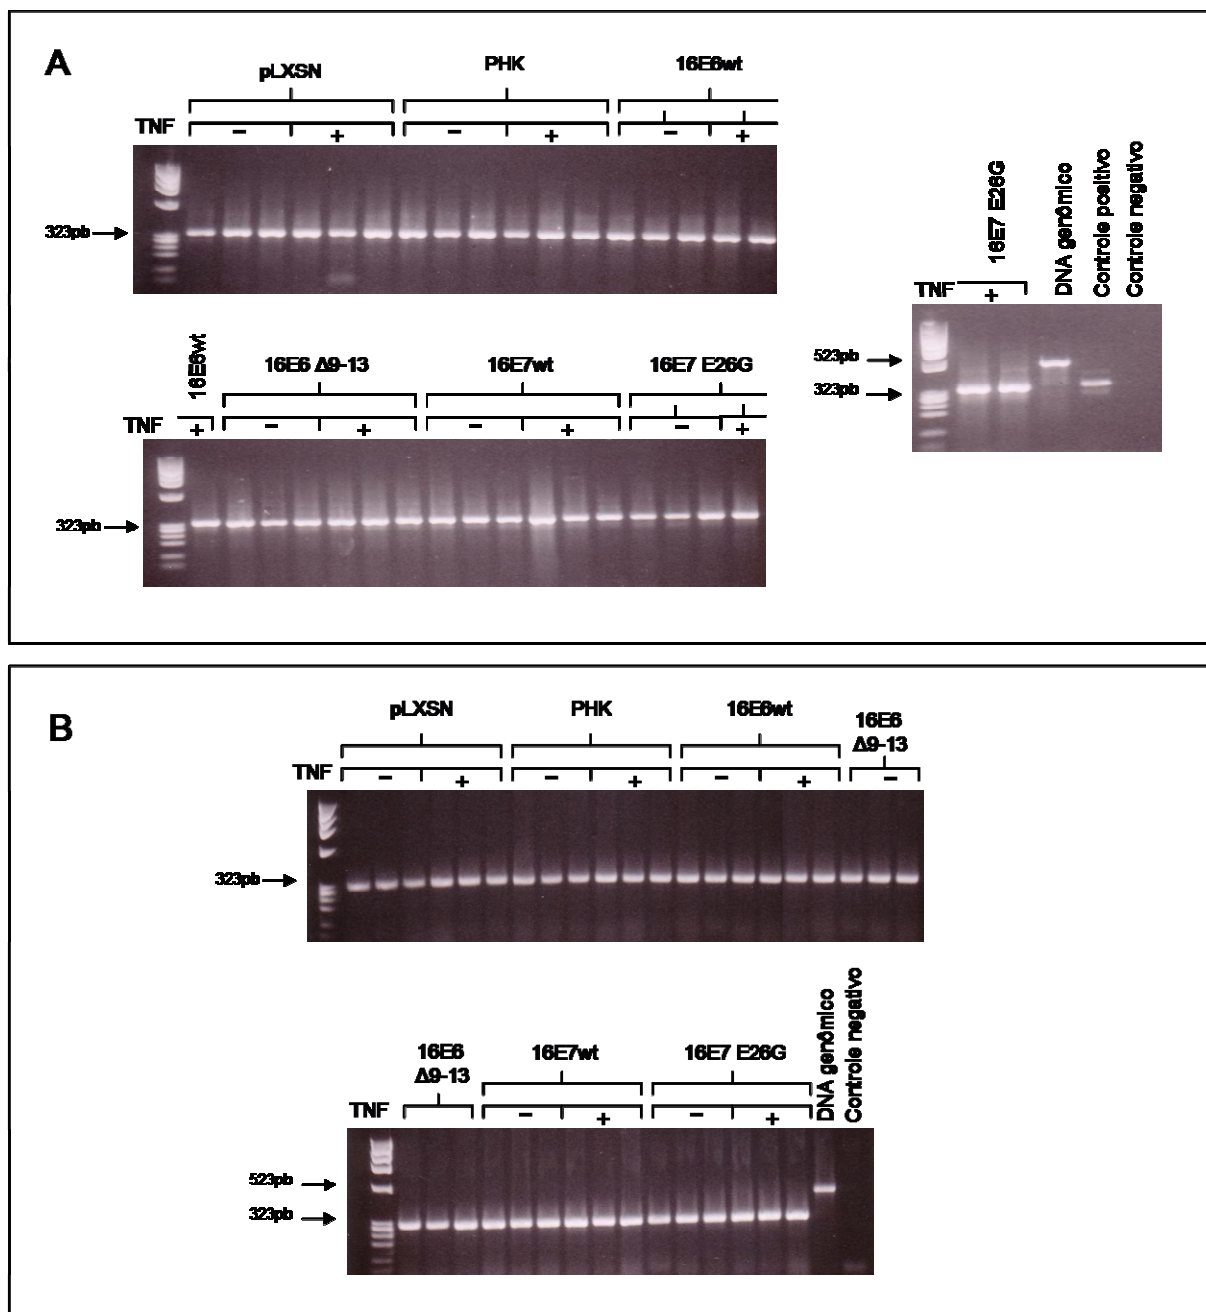 A
pLXSN PHK 16E6wt
TNF − + − + − +
323pb
16E6wt
16E6 Δ9-13 16E7wt 16E7 E26G
TNF + − + − + − +
323pb
16E7 E26G
DNA genômico
Controle positivo
Controle negativo
TNF +
523pb
323pb
B
pLXSN PHK 16E6wt 16E6
Δ9-13
TNF − + − + − + −
323pb
16E6
Δ9-13
16E7wt 16E7 E26G
DNA genômico
Controle negativo
TNF − + − +
523pb
323pb